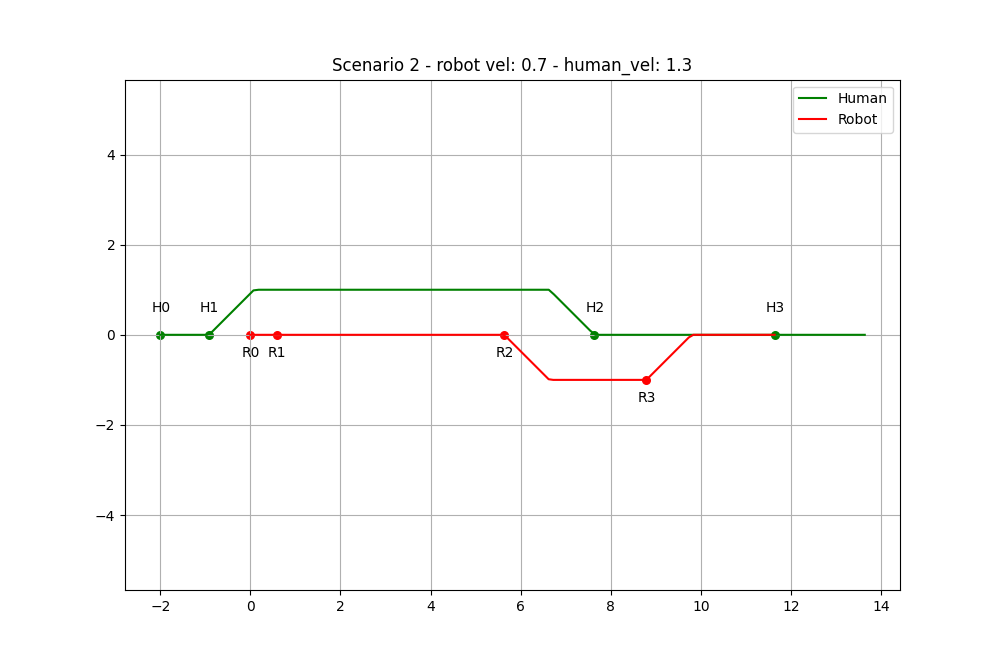 Scenario 2 - robot vel: 0.7 - human_vel: 1.3
Human
Robot
4
2
H0 H1 H2 H3
0
R0 R1 R2
R3
−2
−4
−2 0 2 4 6 8 10 12 14